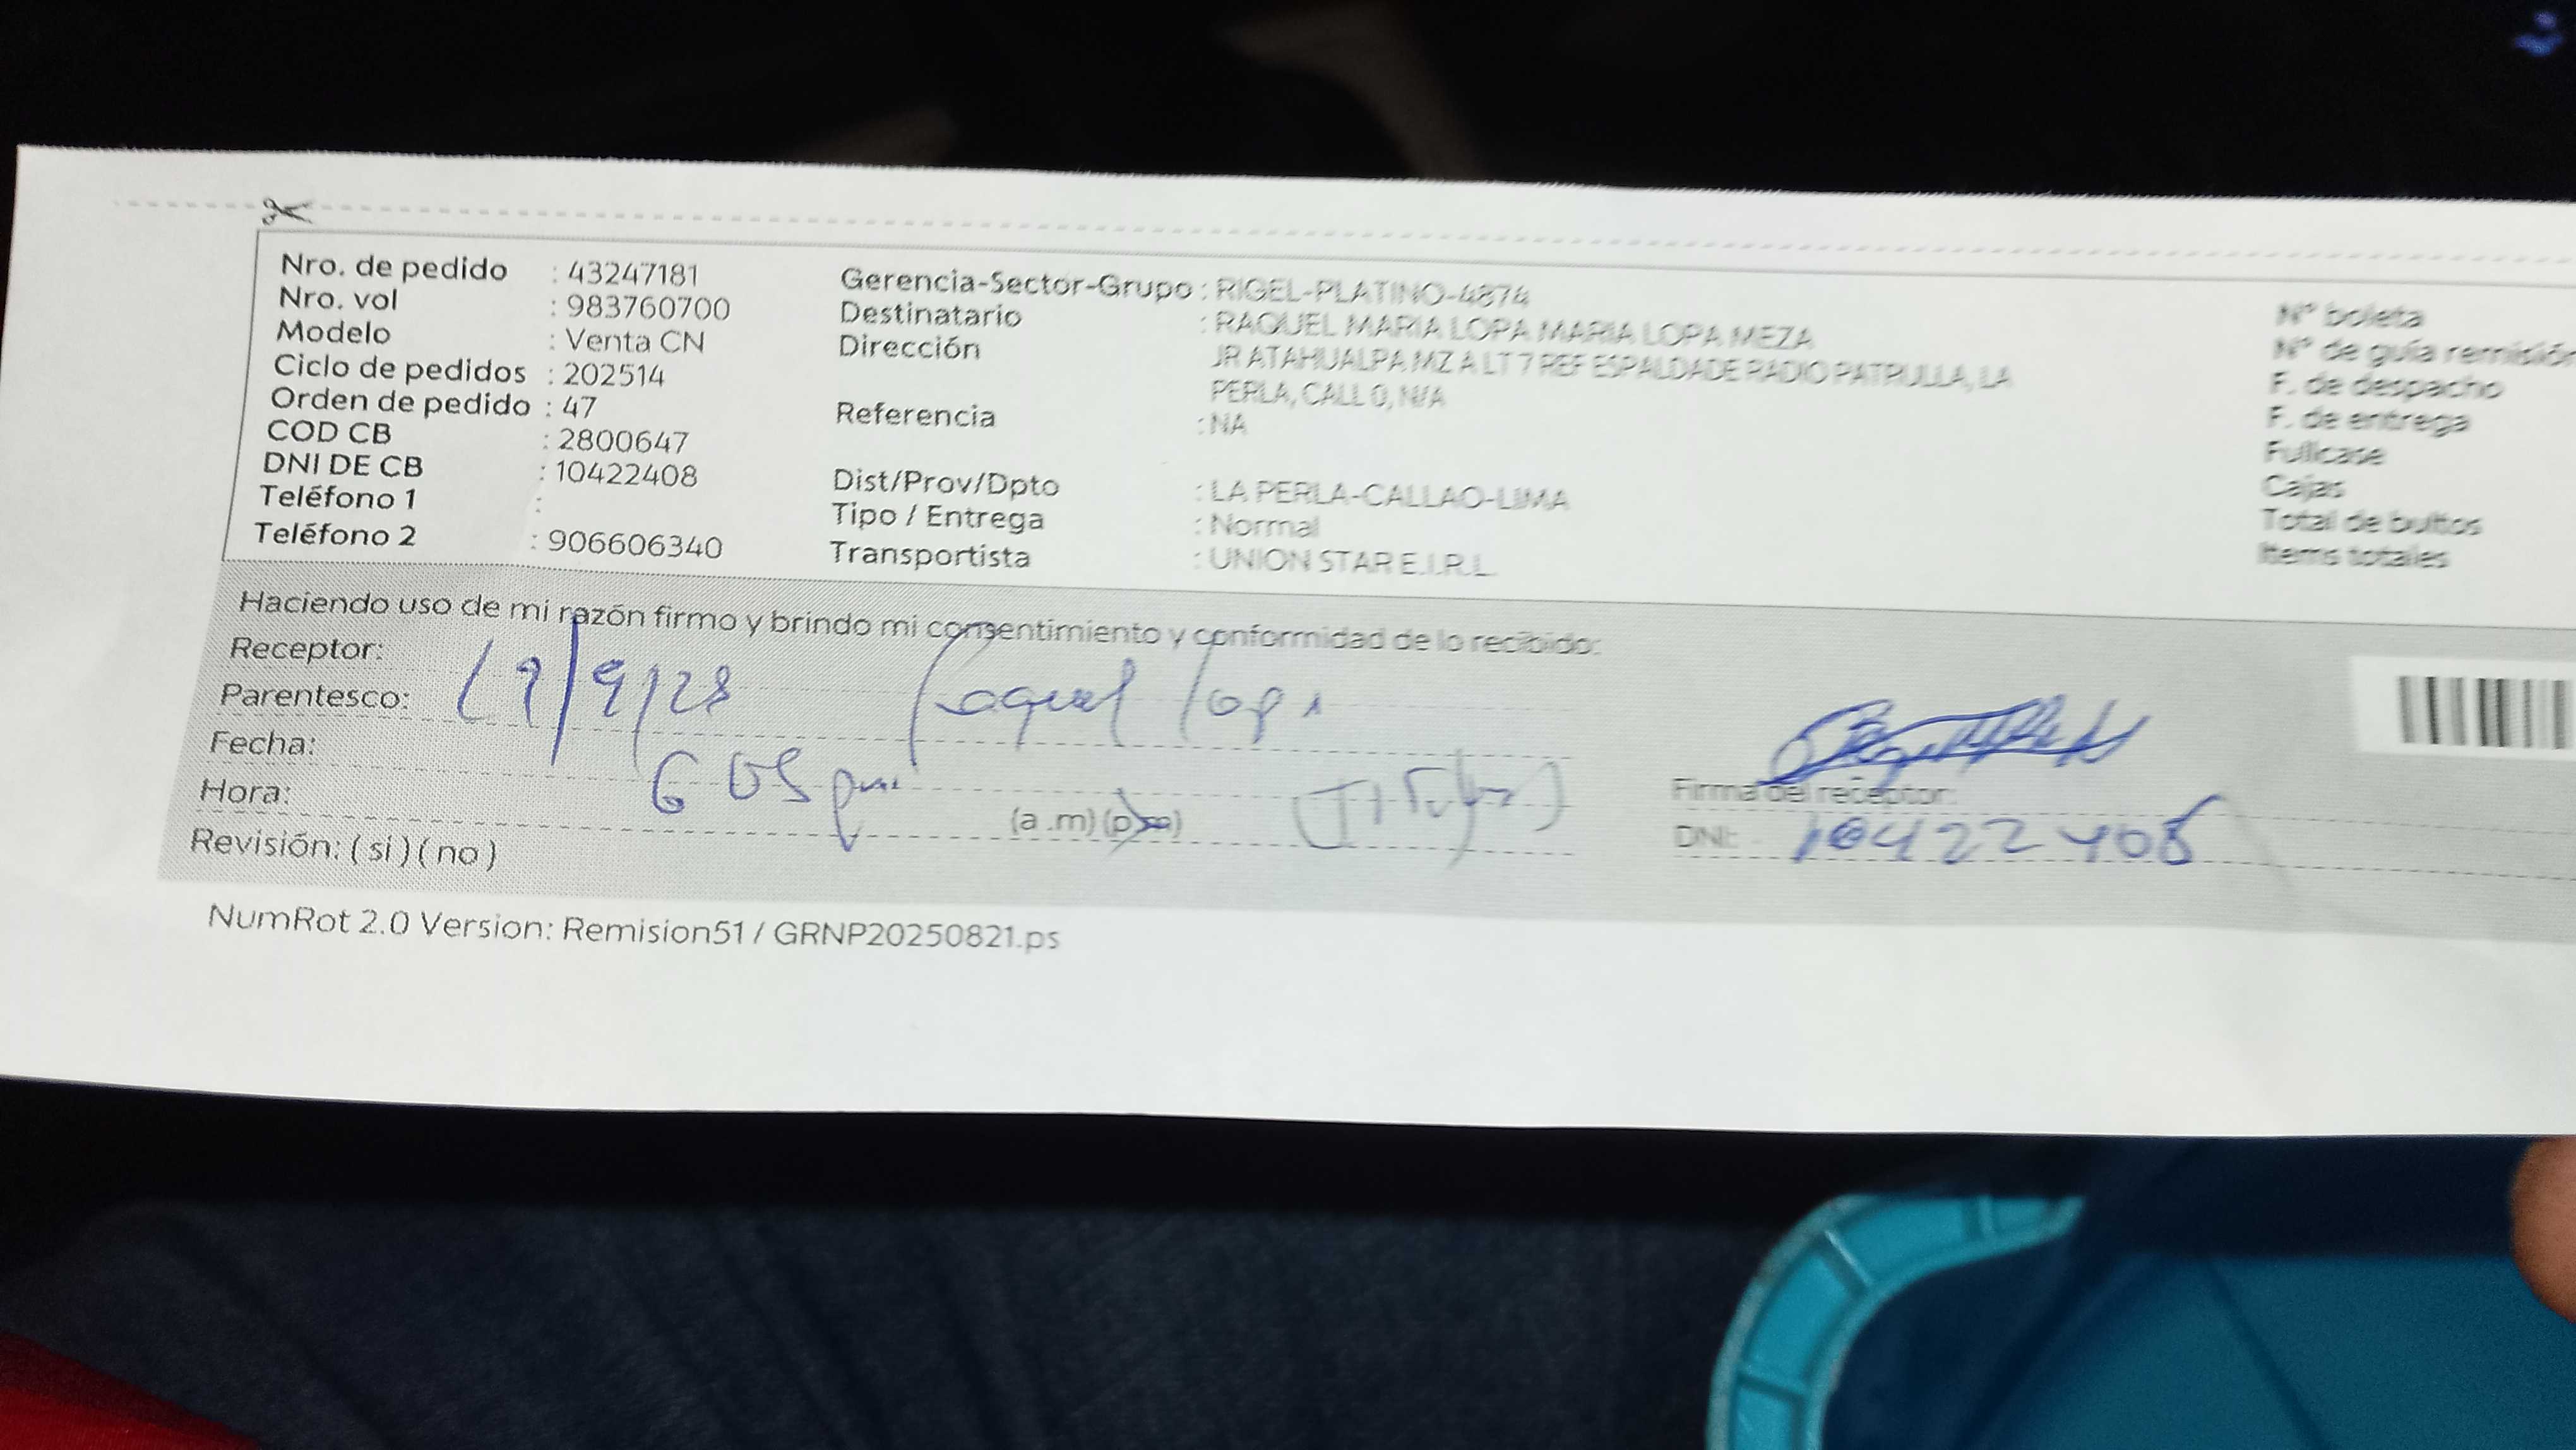 Nro. de pedido : 43247181
Nro. vol : 983760700
Modelo : Venta CN
Ciclo de pedidos : 202514
Orden de pedido : 47
COD CB : 2800647
DNI DE CB : 10422408
Teléfono 1 :
Teléfono 2 : 906606340
Gerencia-Sector-Grupo : RIGEL-PLATINO-4874
Destinatario : RAQUEL MARIA LOPA MARIA LOPA MEZA
Dirección JR ATAHUALPA MZ A LT 7 REF ESPALDADE RADIO PATRULLA, LA
PERLA, CALL 0, N/A
Referencia : NA
Dist/Prov/Dpto : LA PERLA-CALLAO-LIMA
Tipo / Entrega : Normal
Transportista : UNION STAR E.I.R.L.
N° boleta
N° de guía remisión
F. de despacho
F. de entrega
Fullcase
Cajas
Total de bultos
Items totales
Haciendo uso de mi razón firmo y brindo mi consentimiento y conformidad de lo recibido:
Receptor:
Parentesco:
Fecha:
Hora: (a .m) (p.m)
Revisión: ( si ) ( no )
Raquel Lopa
6 05 pm
Firma del receptor:
DNI: 10422408
NumRot 2.0 Version: Remision51 / GRNP20250821.ps